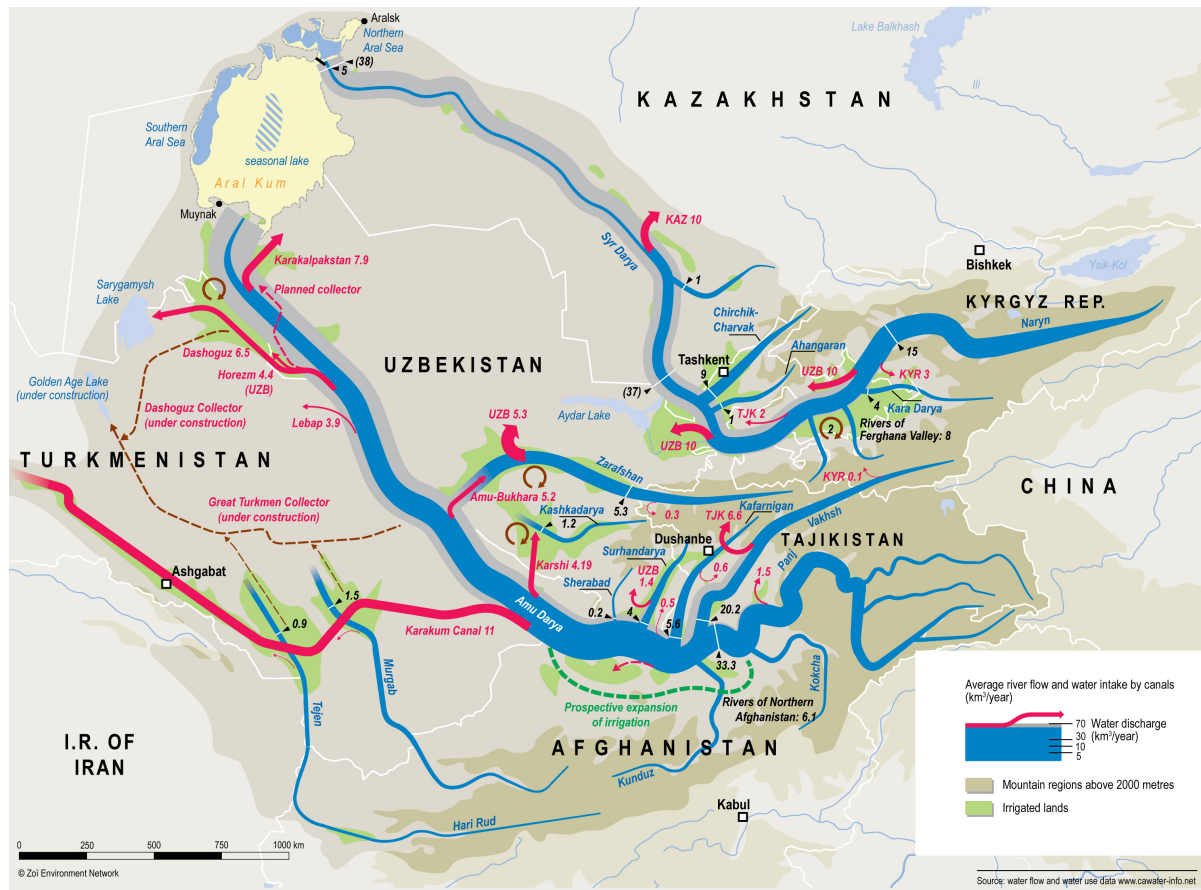 Aralsk
Northern
Aral Sea
(38)
5
Lake Balkhash
Ili
KAZAKHSTAN
Southern
Aral Sea
seasonal lake
Aral Kum
Muynak
KAZ 10
Syr Darya
Karakalpakstan 7.9
Planned collector
Sarygamysh
Lake
1
Bishkek
Ysik-Kol
KYRGYZ REP.
Naryn
Chirchik-
Charvak
Ahangaran
Tashkent
9
15
UZB 10
KYR 3
Dashoguz 6.5
Horezm 4.4
(UZB)
UZBEKISTAN
Golden Age Lake
(under construction)
Dashoguz Collector
(under construction)
Lebap 3.9
(37)
Aydar Lake
1
TJK 2
4
Kara Darya
Rivers of
Ferghana Valley: 8
2
UZB 5.3
UZB 10
TURKMENISTAN
Zarafshan
KYR 0.1
CHINA
Amu-Bukhara 5.2
Kashkadarya
1.2
5.3
0.3
Kafarnigan
TJK 6.6
Vakhsh
Great Turkmen Collector
(under construction)
Dushanbe
TAJIKISTAN
Surhandarya
UZB
1.4
0.6
1.5
Panj
Karshi 4.19
Sherabad
0.2
4
0.5
5.6
20.2
33.3
Ashgabat
1.5
0.9
Amu Darya
Karakum Canal 11
Murgab
Tejen
Kokcha
Prospective expansion
of irrigation
Rivers of Northern
Afghanistan: 6.1
AFGHANISTAN
I.R. OF
IRAN
Kunduz
Kabul
Hari Rud
Average river flow and water intake by canals
(km³/year)
70 Water discharge
30 (km³/year)
10
5
Mountain regions above 2000 metres
Irrigated lands
0 250 500 750 1000 km
© Zoï Environment Network
Source: water flow and water use data www.cawater-info.net